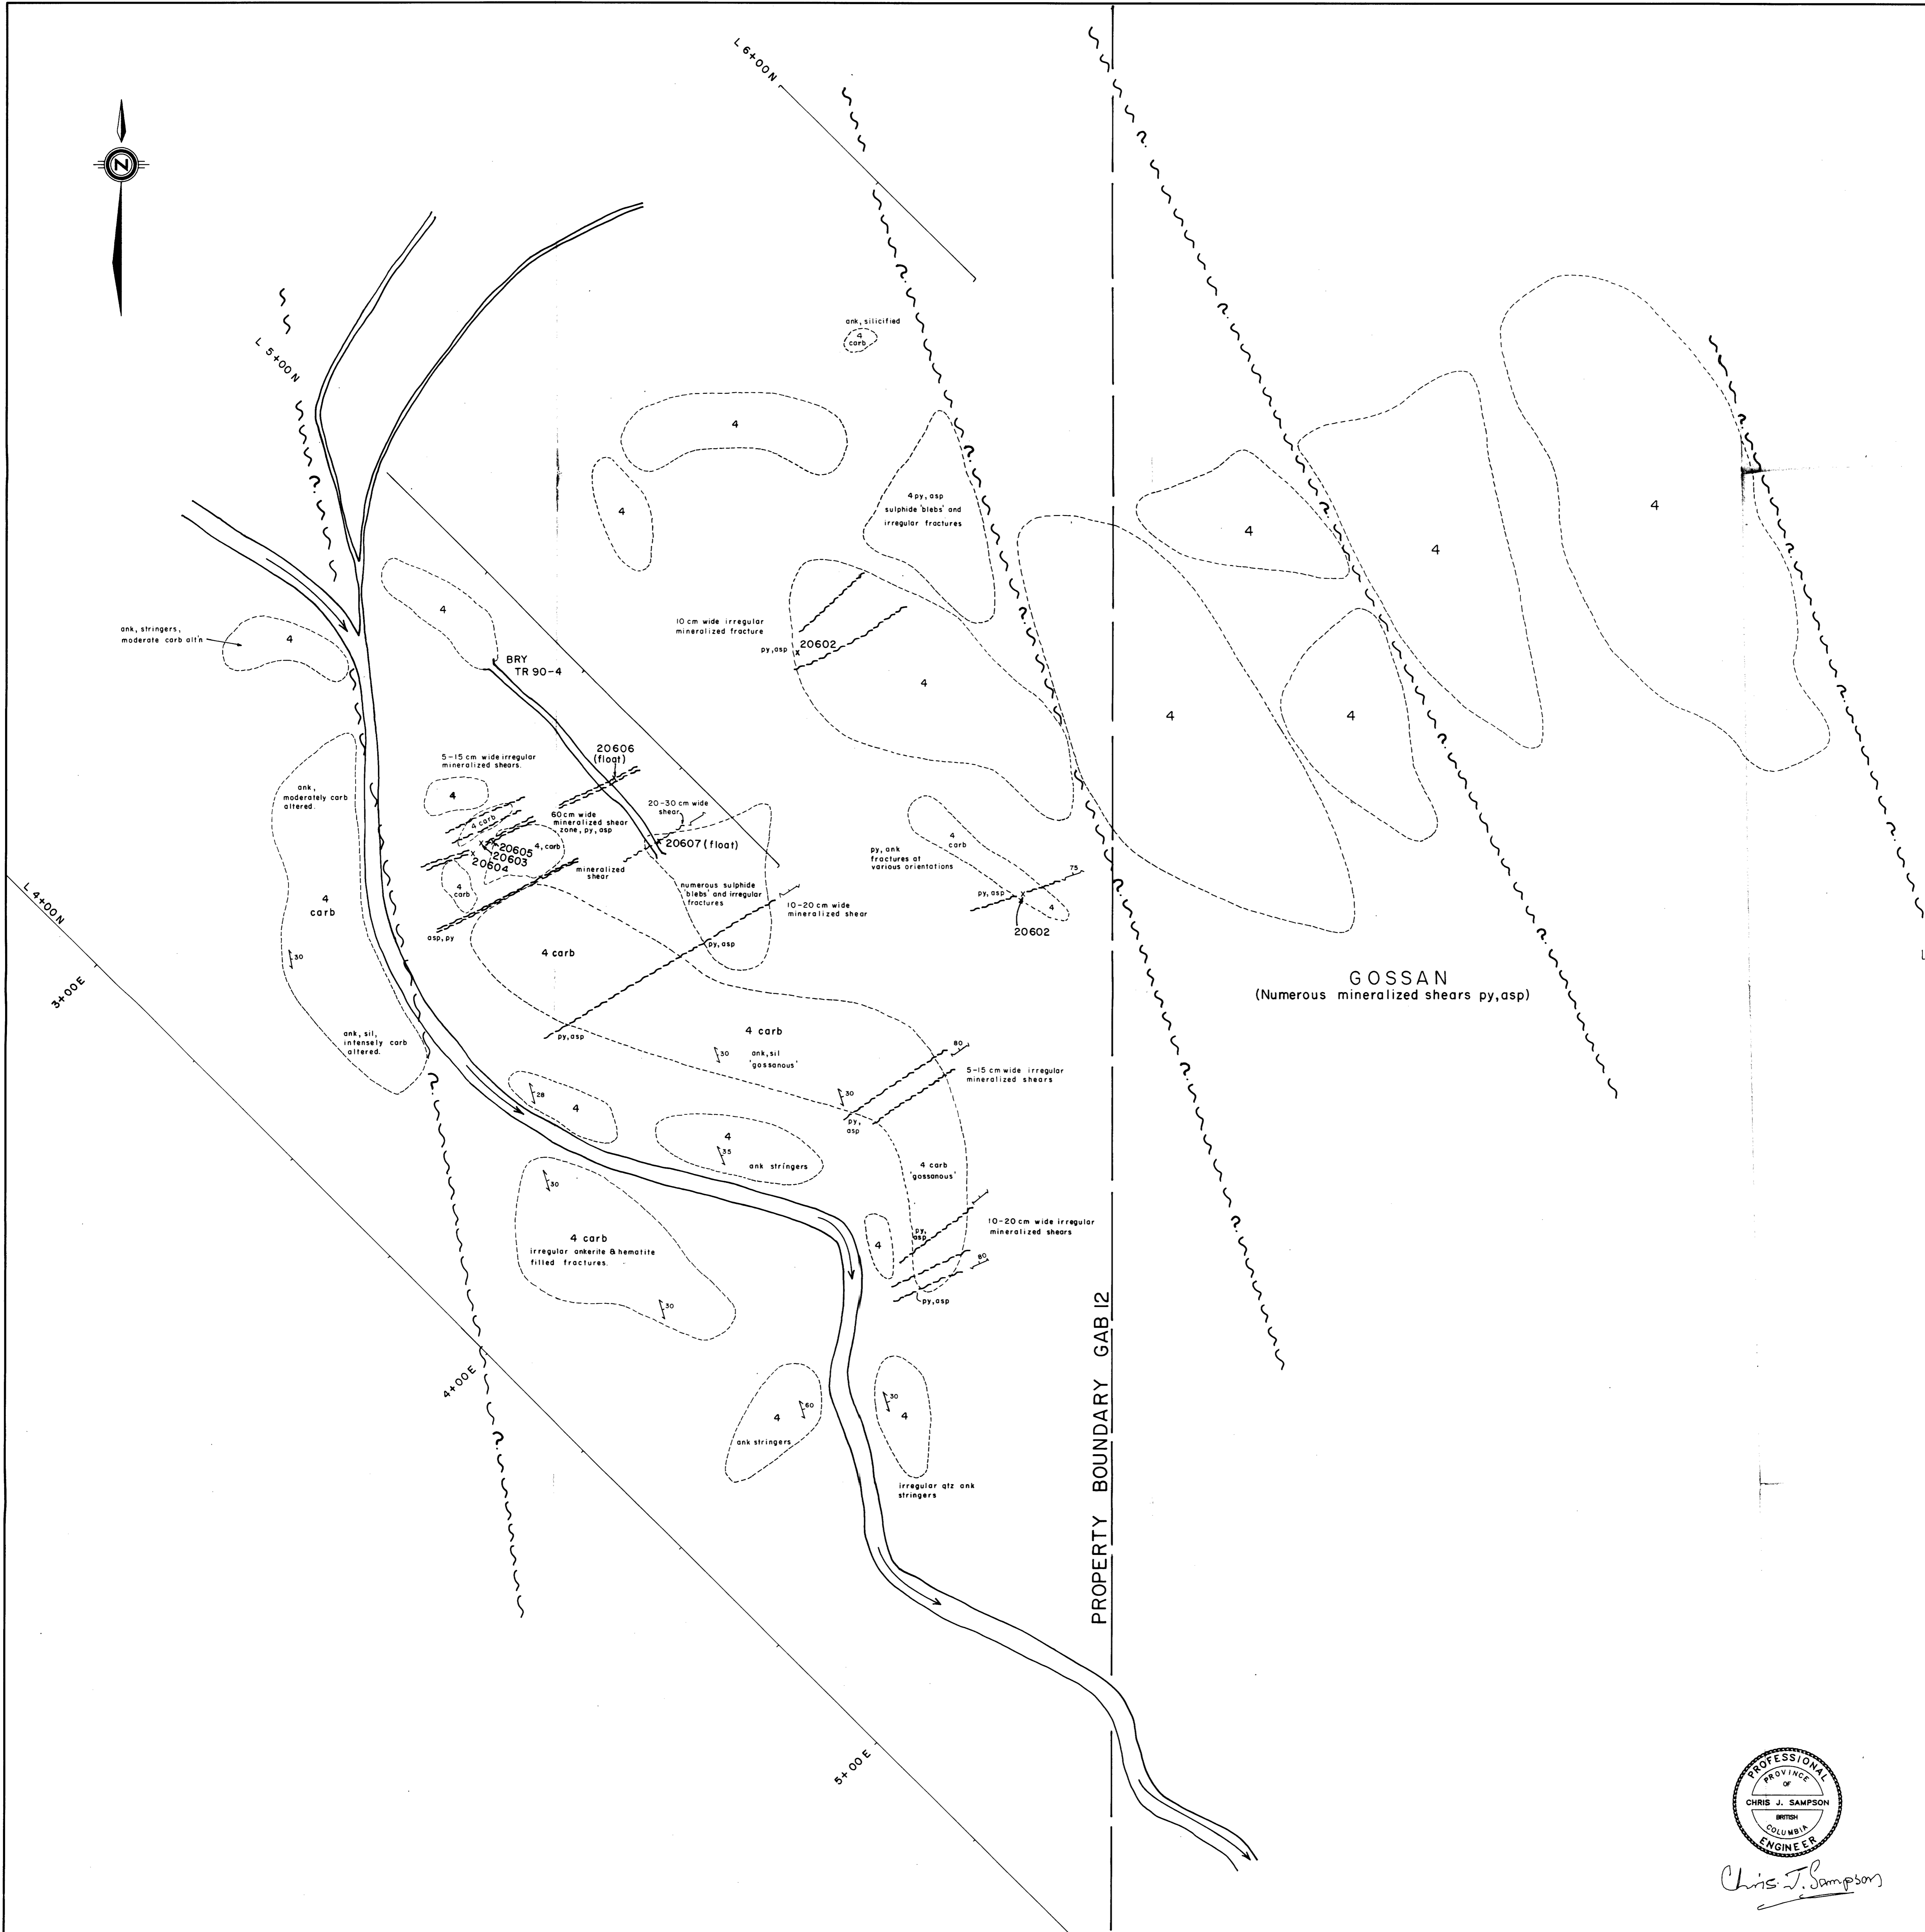 L 6+00N
N
L 5+00N
ank, silicified
4
carb
4
4
4 py, asp
sulphide 'blebs' and
irregular fractures
4
4
4
4
ank, stringers,
moderate carb alt'n
4
BRY
TR 90-4
10 cm wide irregular
mineralized fracture
py, asp
x
20602
4
4
4
20606
(float)
5-15 cm wide irregular
mineralized shears.
ank,
moderately carb
altered.
4
4 carb
60cm wide
mineralized shear
zone, py, asp
20-30 cm wide
shear
20607 (float)
x
20605
20603
20604
4, carb
mineralized
shear
4
carb
numerous sulphide
'blebs' and irregular
fractures
10-20 cm wide
mineralized shear
py, ank
fractures at
various orientations
4
carb
py, asp
x
75
4
20602
L 4+00N
4
carb
asp, py
py, asp
4 carb
30
3+00E
GOSSAN
(Numerous mineralized shears py, asp)
ank, sil,
intensely carb
altered.
py, asp
4 carb
30
ank, sil
'gossanous'
80
5-15 cm wide irregular
mineralized shears
30
py,
asp
28
4
4
35
ank stringers
4 carb
'gossanous'
30
4 carb
irregular ankerite & hematite
filled fractures.
30
4
py,
asp
10-20 cm wide irregular
mineralized shears
80
py, asp
4+00E
4
60
ank stringers
30
4
irregular qtz ank
stringers
PROPERTY BOUNDARY GAB 12
5+00E
PROFESSIONAL
PROVINCE
OF
CHRIS J. SAMPSON
BRITISH
COLUMBIA
ENGINEER
Chris J. Sampson